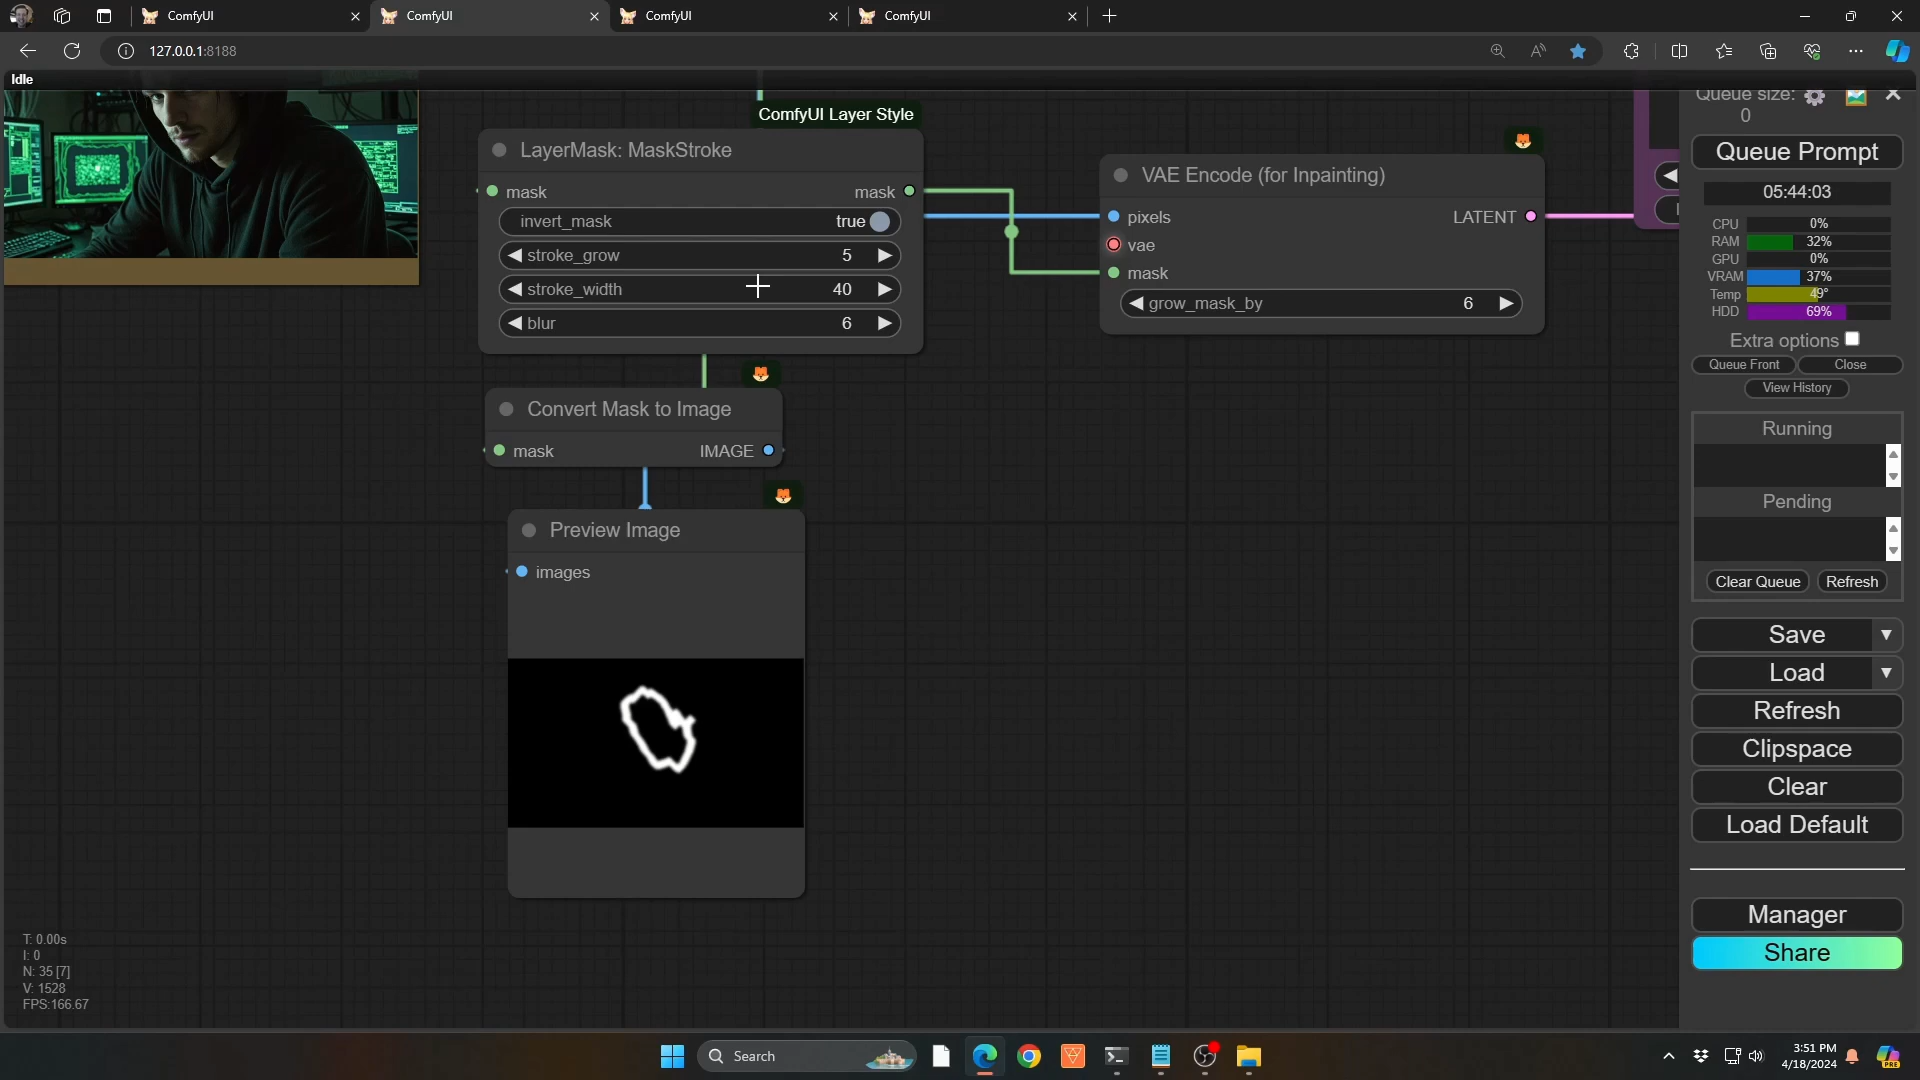 ComfyUI
ComfyUI
ComfyUI
ComfyUI
127.0.0.1:8188
Idle
ComfyUI Layer Style
LayerMask: MaskStroke
mask
mask
invert_mask
true
stroke_grow
5
stroke_width
40
blur
6
VAE Encode (for Inpainting)
pixels
LATENT
vae
mask
grow_mask_by
6
Convert Mask to Image
mask
IMAGE
Preview Image
images
Queue size:
0
Queue Prompt
05:44:03
CPU
0%
RAM
32%
GPU
0%
VRAM
37%
Temp
49°
HDD
69%
Extra options
Queue Front
Close
View History
Running
Pending
Clear Queue
Refresh
Save
Load
Refresh
Clipspace
Clear
Load Default
Manager
Share
T: 0.00s
I: 0
N: 35 [7]
V: 1528
FPS:166.67
Search
3:51 PM
4/18/2024
PRE